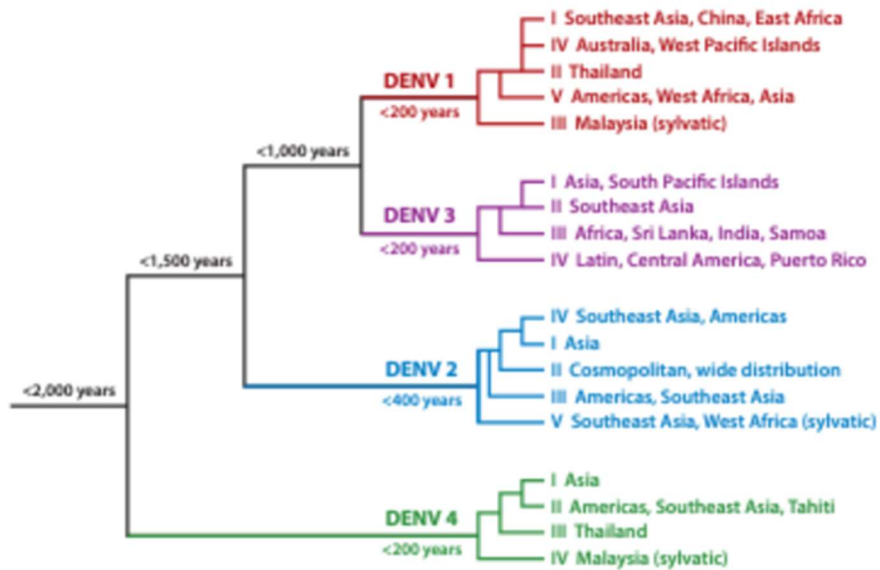 I Southeast Asia, China, East Africa
IV Australia, West Pacific Islands
II Thailand
DENV 1
V Americas, West Africa, Asia
<200 years
III Malaysia (sylvatic)
<1,000 years
I Asia, South Pacific Islands
DENV 3
II Southeast Asia
III Africa, Sri Lanka, India, Samoa
<200 years
IV Latin, Central America, Puerto Rico
<1,500 years
IV Southeast Asia, Americas
I Asia
DENV 2
II Cosmopolitan, wide distribution
<2,000 years
<400 years
III Americas, Southeast Asia
V Southeast Asia, West Africa (sylvatic)
I Asia
II Americas, Southeast Asia, Tahiti
DENV 4
III Thailand
<200 years
IV Malaysia (sylvatic)